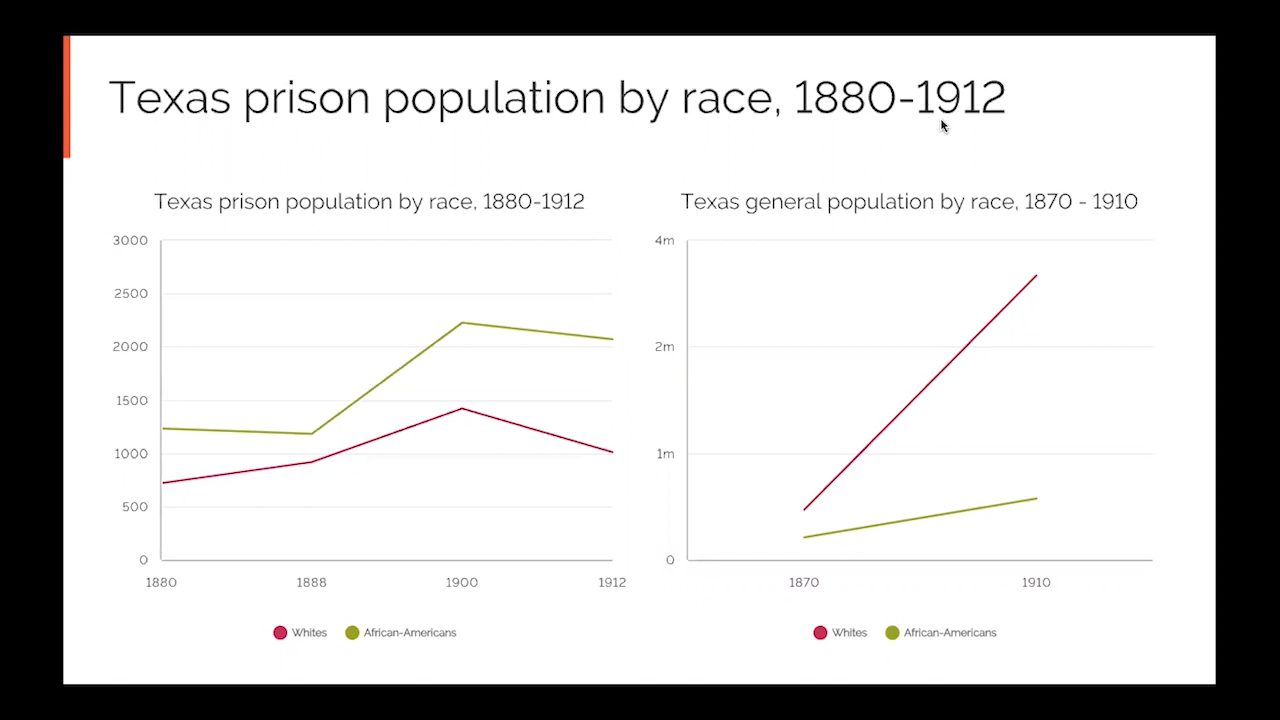 Texas prison population by race, 1880-1912
Texas prison population by race, 1880-1912
3000
2500
2000
1500
1000
500
0
1880 1888 1900 1912
Whites African-Americans
Texas general population by race, 1870 - 1910
4m
2m
1m
0
1870 1910
Whites African-Americans